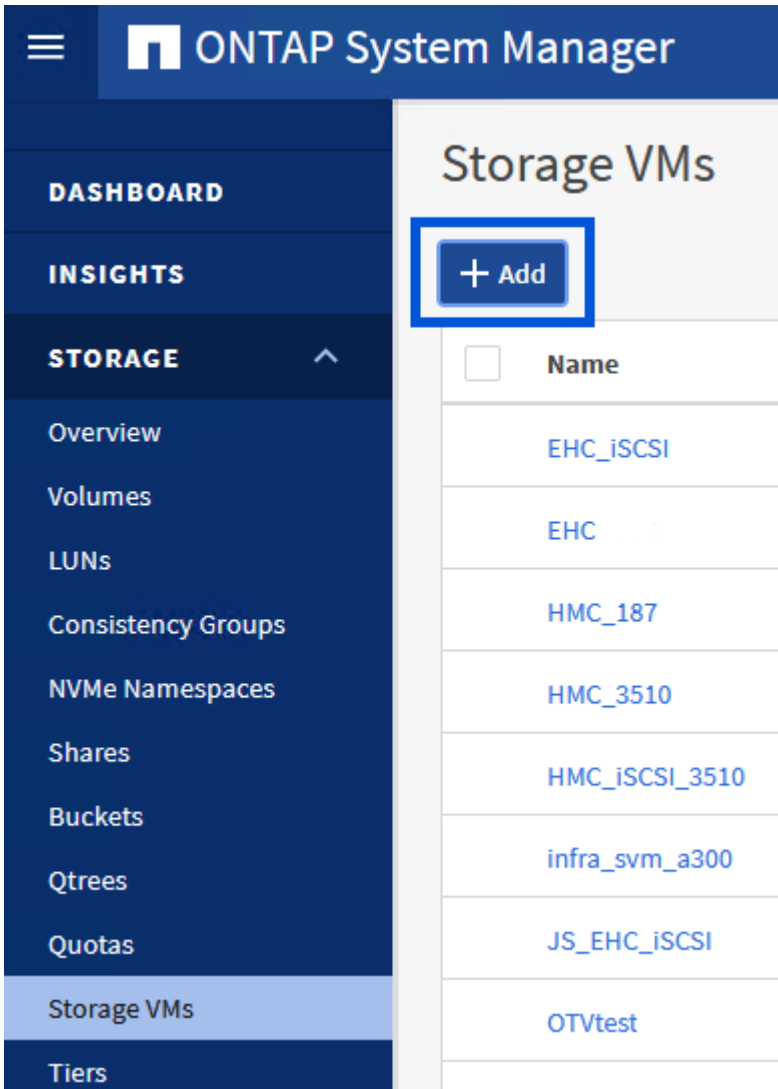 ONTAP System Manager
DASHBOARD
INSIGHTS
STORAGE
Overview
Volumes
LUNs
Consistency Groups
NVMe Namespaces
Shares
Buckets
Qtrees
Quotas
Storage VMs
Tiers
Storage VMs
+ Add
Name
EHC_iSCSI
EHC
HMC_187
HMC_3510
HMC_iSCSI_3510
infra_svm_a300
JS_EHC_iSCSI
OTVtest